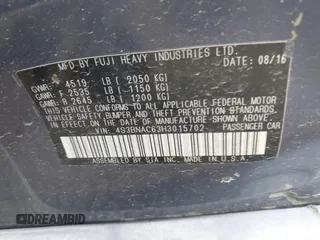 MFD BY FUJI HEAVY INDUSTRIES LTD.
GVWR: 4519 LB (2050 KG) 08/16
GAWR: F 2535 LB (1150 KG)
GAWR: R 2645 LB (1200 KG)
THIS VEHICLE CONFORMS TO ALL APPLICABLE FEDERAL MOTOR
VEHICLE SAFETY, BUMPER, AND THEFT PREVENTION STANDARDS
IN EFFECT ON THE DATE OF MANUFACTURE SHOWN ABOVE.
VIN: 4S3BNAC63H3015702 PASSENGER CAR
ASSEMBLED BY SIA INC. MADE IN U.S.A.
© DREAMBID